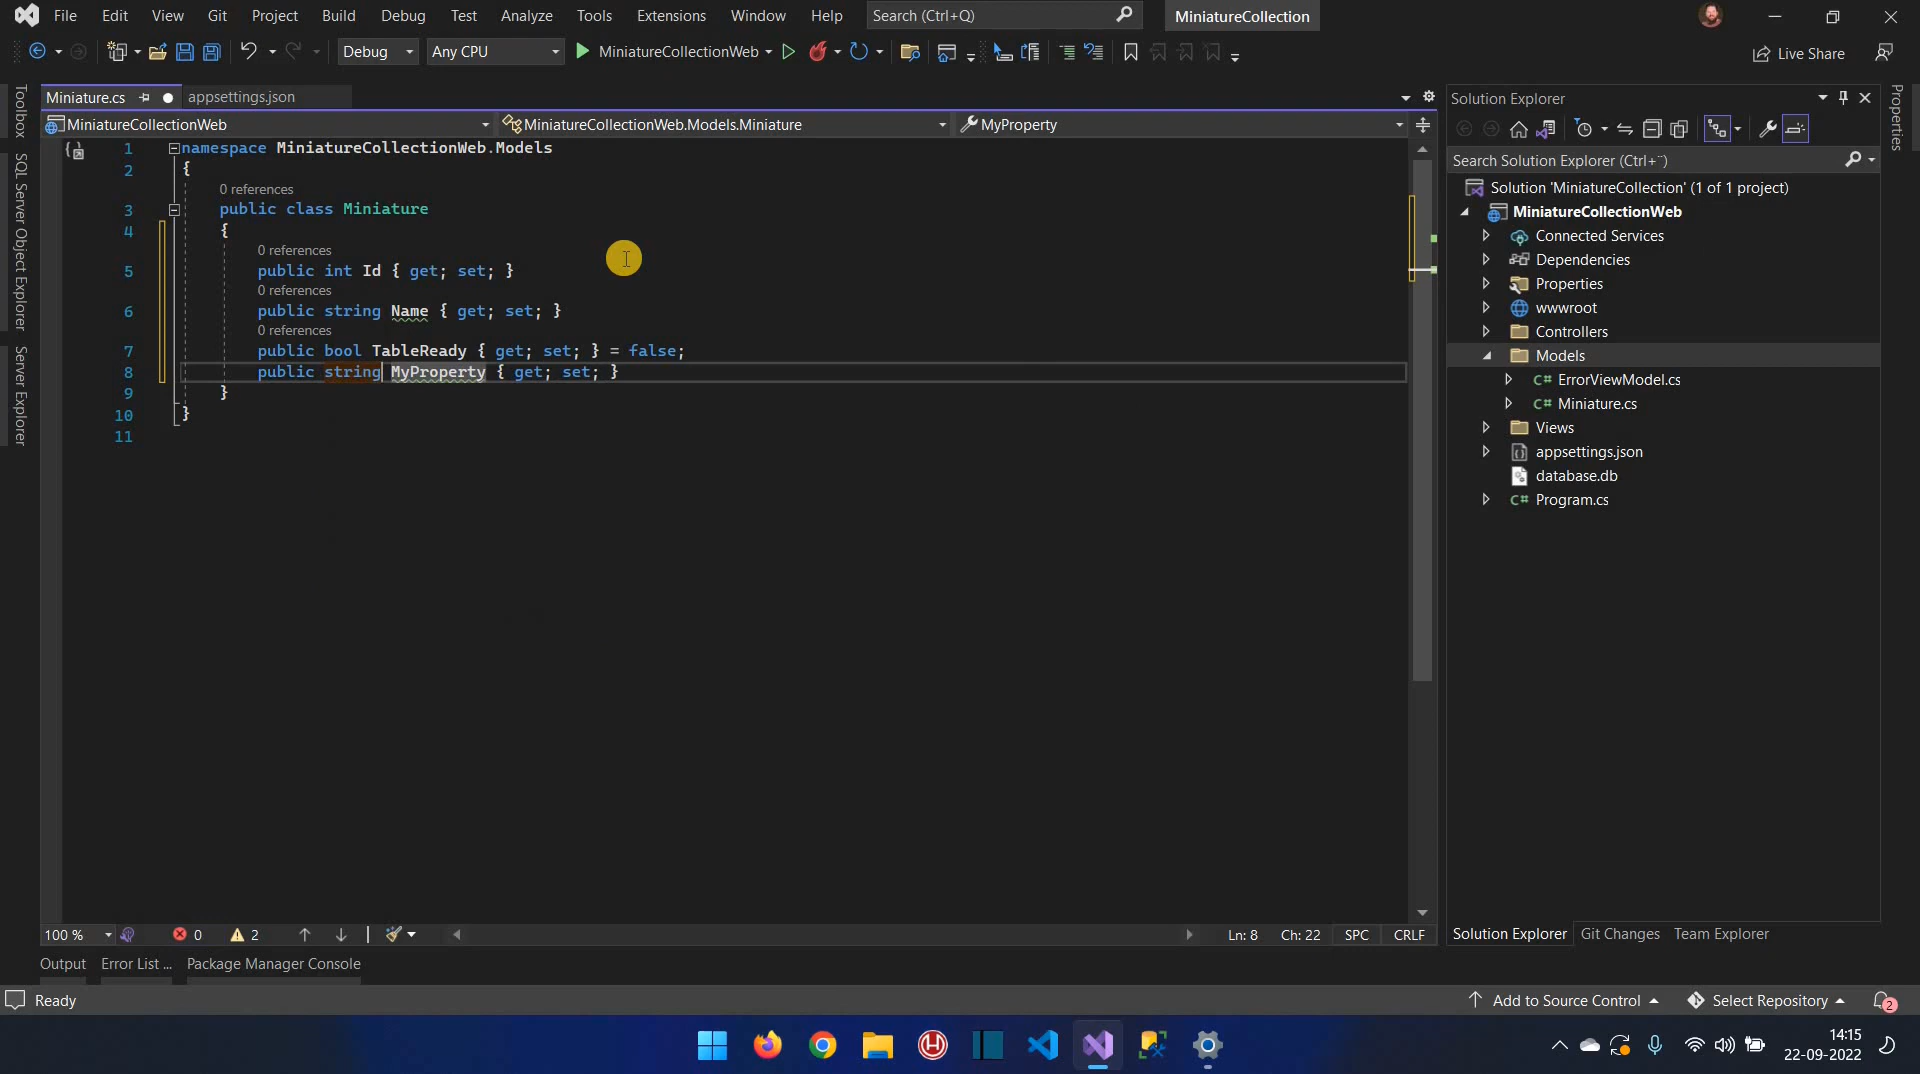 File Edit View Git Project Build Debug Test Analyze Tools Extensions Window Help Search (Ctrl+Q) MiniatureCollection
Debug Any CPU MiniatureCollectionWeb Live Share
Miniature.cs appsettings.json
MiniatureCollectionWeb MiniatureCollectionWeb.Models.Miniature MyProperty
1 namespace MiniatureCollectionWeb.Models
2 {
0 references
3 public class Miniature
4 {
0 references
5 public int Id { get; set; }
0 references
6 public string Name { get; set; }
0 references
7 public bool TableReady { get; set; } = false;
8 public string MyProperty { get; set; }
9 }
10 }
11
Toolbox
SQL Server Object Explorer
Server Explorer
Solution Explorer
Search Solution Explorer (Ctrl+¨)
Solution 'MiniatureCollection' (1 of 1 project)
MiniatureCollectionWeb
Connected Services
Dependencies
Properties
wwwroot
Controllers
Models
C# ErrorViewModel.cs
C# Miniature.cs
Views
appsettings.json
database.db
C# Program.cs
Properties
100 % 0 2 Ln: 8 Ch: 22 SPC CRLF
Solution Explorer Git Changes Team Explorer
Output Error List ... Package Manager Console
Ready Add to Source Control Select Repository 2
14:15
22-09-2022